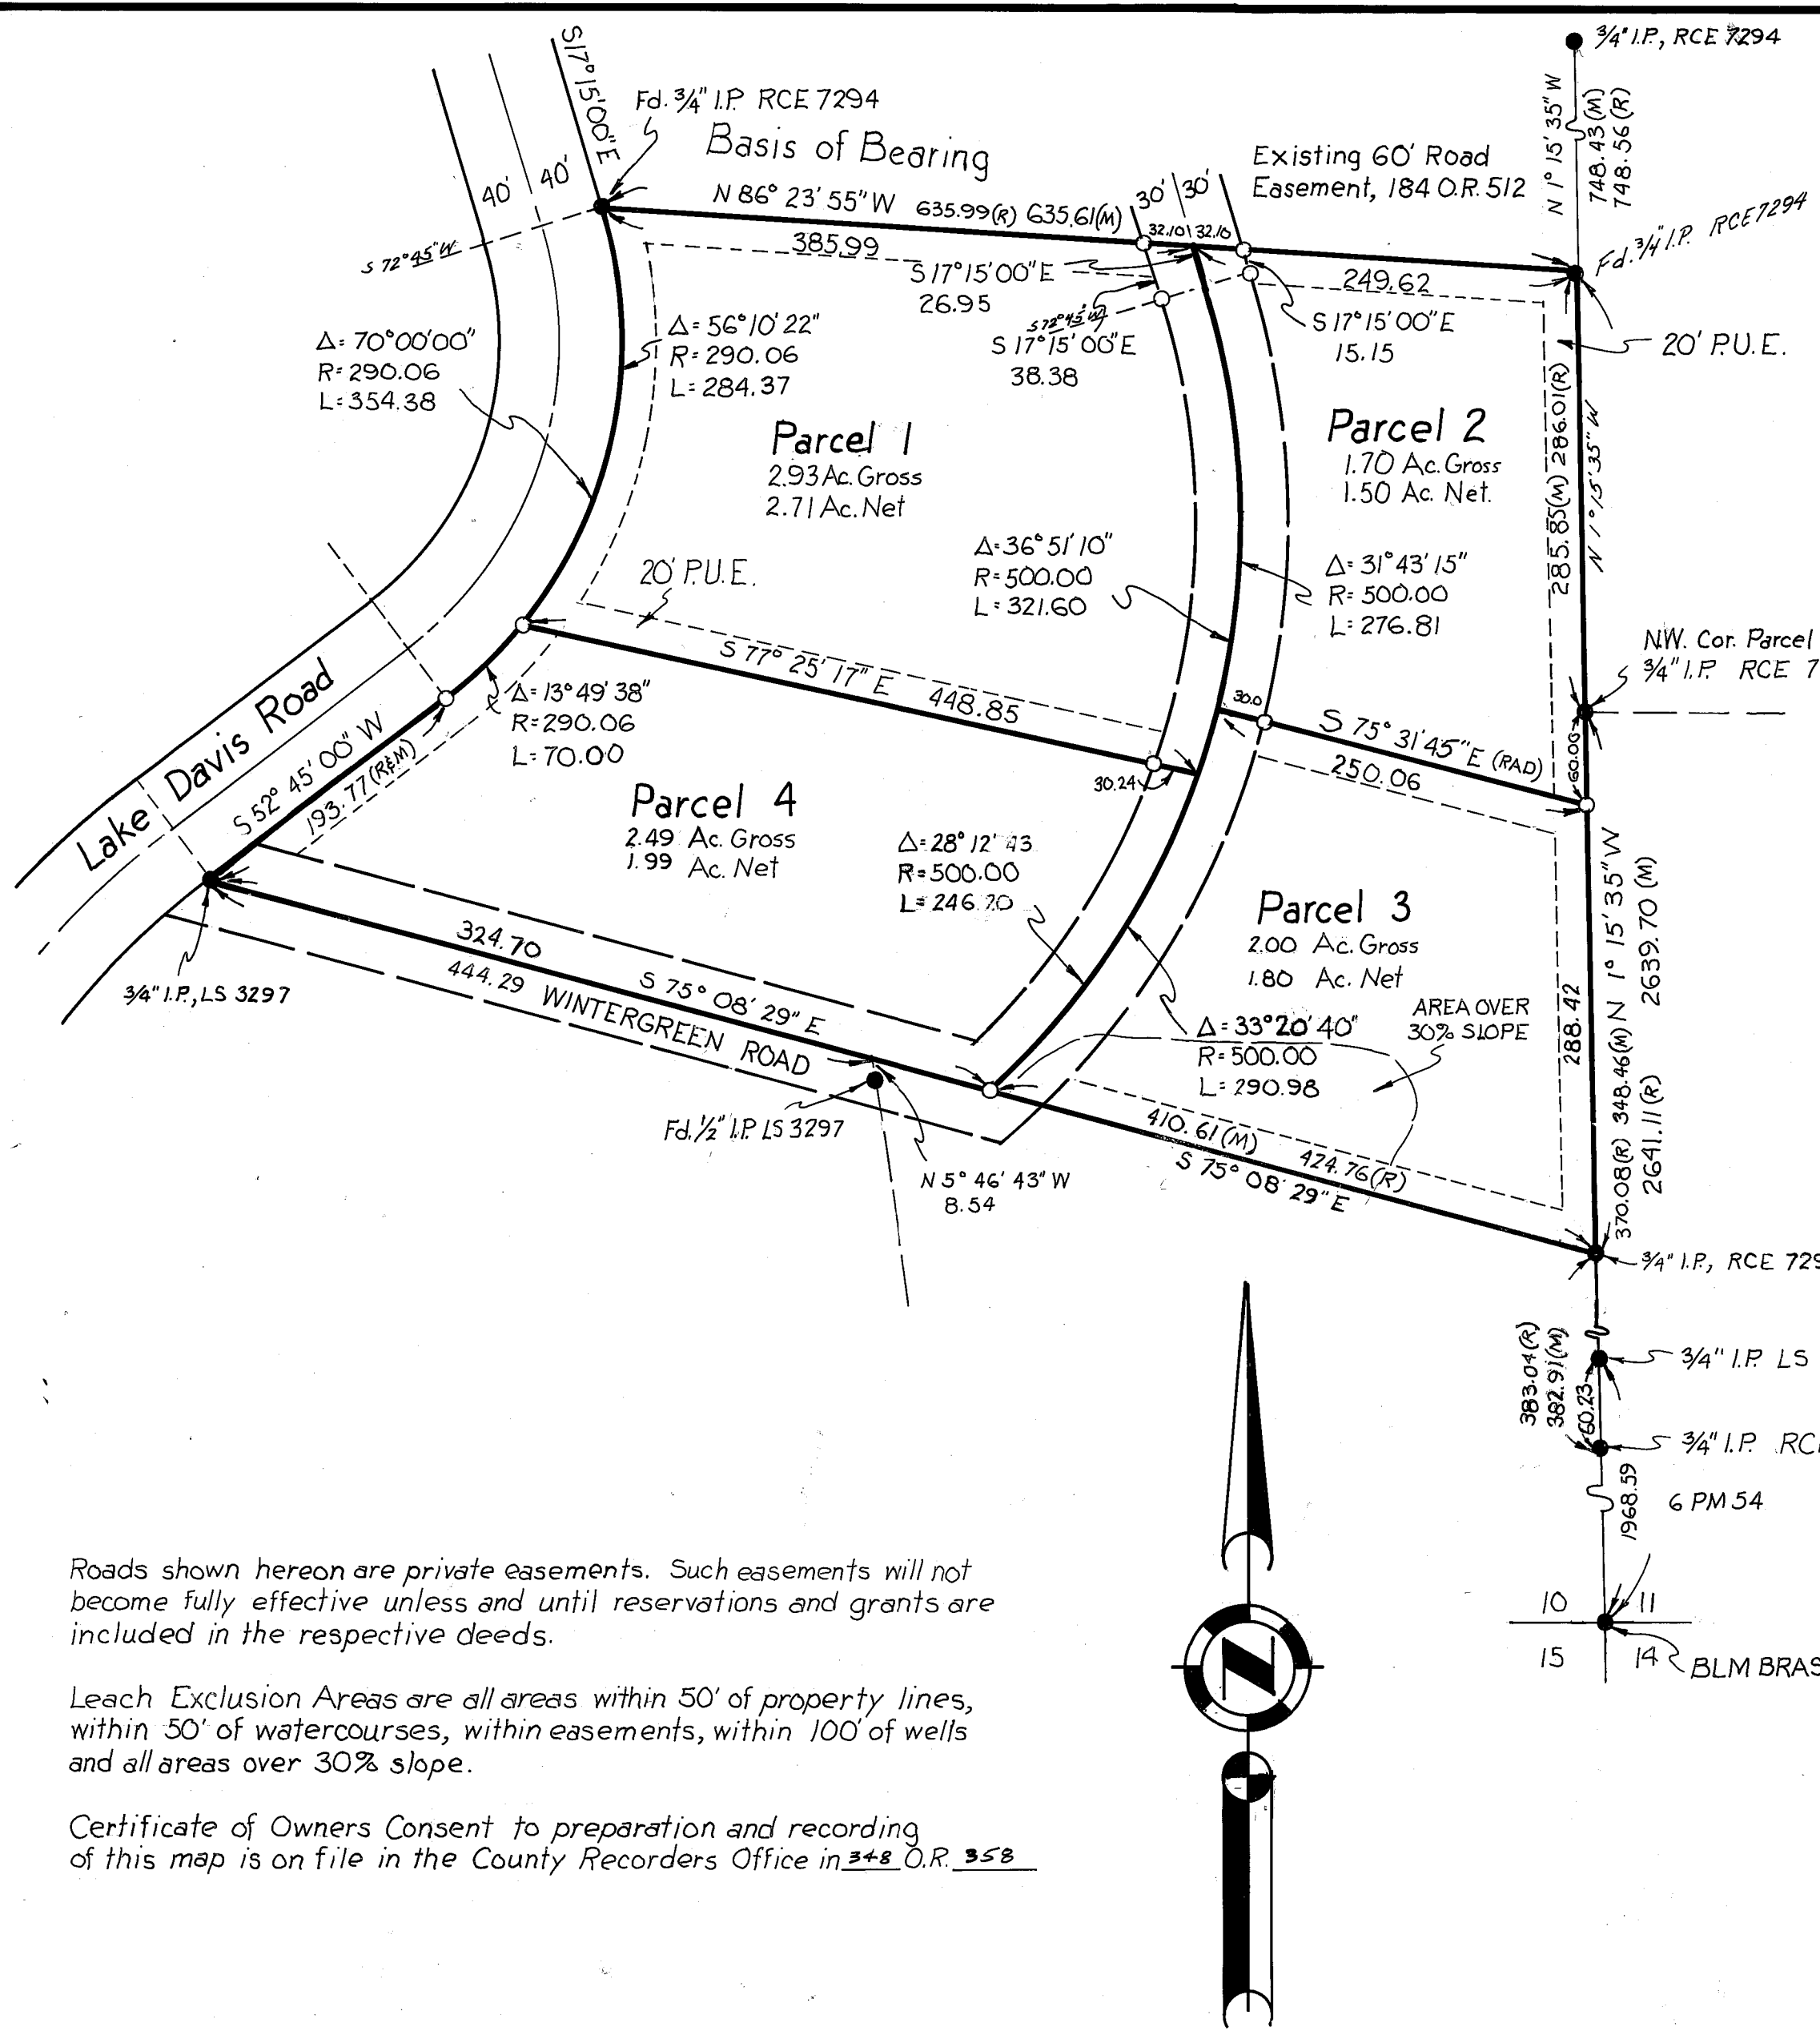 3/4" I.P., RCE 7294
S 17° 15' 00" E
Fd. 3/4" I.P. RCE 7294
Basis of Bearing
N 1° 15' 35" W
748.43 (M)
748.56 (R)
Existing 60' Road
Easement, 184 O.R. 512
40' 40'
N 86° 23' 55" W 635.99 (R) 635.61 (M)
30' 30'
32.10 32.10
385.99
S 72° 45' W
Fd. 3/4" I.P. RCE 7294
S 17° 15' 00" E
26.95
249.62
S 72° 45' W
S 17° 15' 00" E
38.38
S 17° 15' 00" E
15.15
20' P.U.E.
Δ= 70° 00' 00"
R= 290.06
L= 354.38
Δ= 56° 10' 22"
R= 290.06
L= 284.37
Parcel 1
2.93 Ac. Gross
2.71 Ac. Net
Parcel 2
1.70 Ac. Gross
1.50 Ac. Net.
285.85 (M) 286.01 (R)
N 1° 15' 35" W
Δ= 36° 51' 10"
R= 500.00
L= 321.60
Δ= 31° 43' 15"
R= 500.00
L= 276.81
20' P.U.E.
N.W. Cor. Parcel
3/4" I.P. RCE 7
S 77° 25' 17" E 448.85
30.0
S 75° 31' 45" E (RAD)
250.06
60.00
30.24
Δ= 13° 49' 38"
R= 290.06
L= 70.00
Lake Davis Road
S 52° 45' 00" W
193.77 (R&M)
Parcel 4
2.49 Ac. Gross
1.99 Ac. Net
Δ= 28° 12' 43
R= 500.00
L= 246.20
Parcel 3
2.00 Ac. Gross
1.80 Ac. Net
AREA OVER
30% SLOPE
Δ= 33° 20' 40"
R= 500.00
L= 290.98
288.42
370.08 (R) 348.46 (M) N 1° 15' 35" W
2641.11 (R) 2639.70 (M)
3/4" I.P., LS 3297
324.70
S 75° 08' 29" E
444.29 WINTERGREEN ROAD
Fd. 1/2" I.P. LS 3297
N 5° 46' 43" W
8.54
410.61 (M)
424.76 (R)
S 75° 08' 29" E
3/4" I.P., RCE 729
383.04 (R)
382.91 (M)
60.23
3/4" I.P. LS
3/4" I.P. RC
1968.59
6 PM 54
10 11
15 14
BLM BRAS
N
Roads shown hereon are private easements. Such easements will not
become fully effective unless and until reservations and grants are
included in the respective deeds.
Leach Exclusion Areas are all areas within 50' of property lines,
within 50' of watercourses, within easements, within 100' of wells
and all areas over 30% slope.
Certificate of Owners Consent to preparation and recording
of this map is on file in the County Recorders Office in 348 O.R. 358